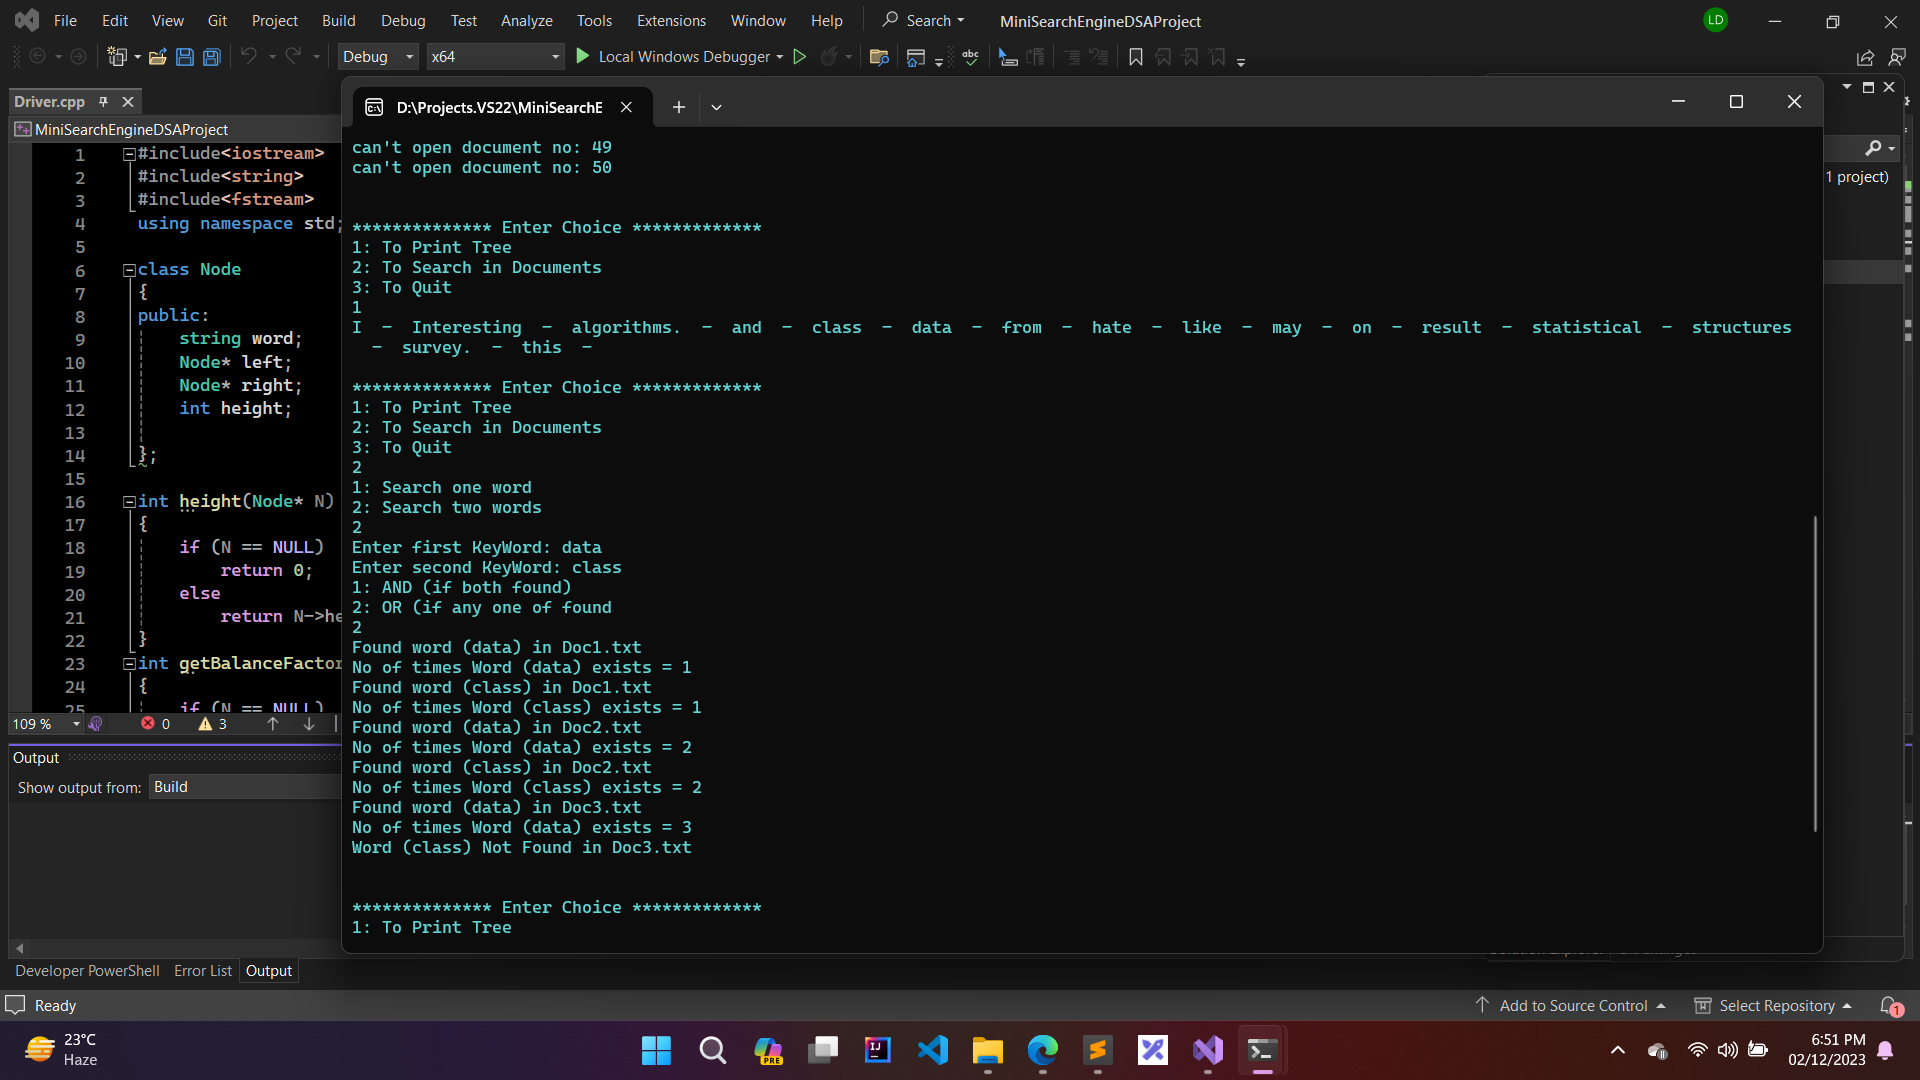 File Edit View Git Project Build Debug Test Analyze Tools Extensions Window Help Search MiniSearchEngineDSAProject LD
Debug x64 Local Windows Debugger
Driver.cpp
MiniSearchEngineDSAProject
1 #include<iostream>
2 #include<string>
3 #include<fstream>
4 using namespace std;
5
6 class Node
7 {
8 public:
9 string word;
10 Node* left;
11 Node* right;
12 int height;
13
14 };
15
16 int height(Node* N)
17 {
18 if (N == NULL)
19 return 0;
20 else
21 return N->he
22 }
23 int getBalanceFactor
24 {
25 if (N == NULL)
109 % 0 3
Output
Show output from: Build
Developer PowerShell Error List Output
D:\Projects.VS22\MiniSearchE
can't open document no: 49
can't open document no: 50
************** Enter Choice *************
1: To Print Tree
2: To Search in Documents
3: To Quit
1
I - Interesting - algorithms. - and - class - data - from - hate - like - may - on - result - statistical - structures
- survey. - this -
************** Enter Choice *************
1: To Print Tree
2: To Search in Documents
3: To Quit
2
1: Search one word
2: Search two words
2
Enter first KeyWord: data
Enter second KeyWord: class
1: AND (if both found)
2: OR (if any one of found
2
Found word (data) in Doc1.txt
No of times Word (data) exists = 1
Found word (class) in Doc1.txt
No of times Word (class) exists = 1
Found word (data) in Doc2.txt
No of times Word (data) exists = 2
Found word (class) in Doc2.txt
No of times Word (class) exists = 2
Found word (data) in Doc3.txt
No of times Word (data) exists = 3
Word (class) Not Found in Doc3.txt
************** Enter Choice *************
1: To Print Tree
1 project)
Ready Add to Source Control Select Repository 1
23°C
Haze
PRE
IJ
6:51 PM
02/12/2023